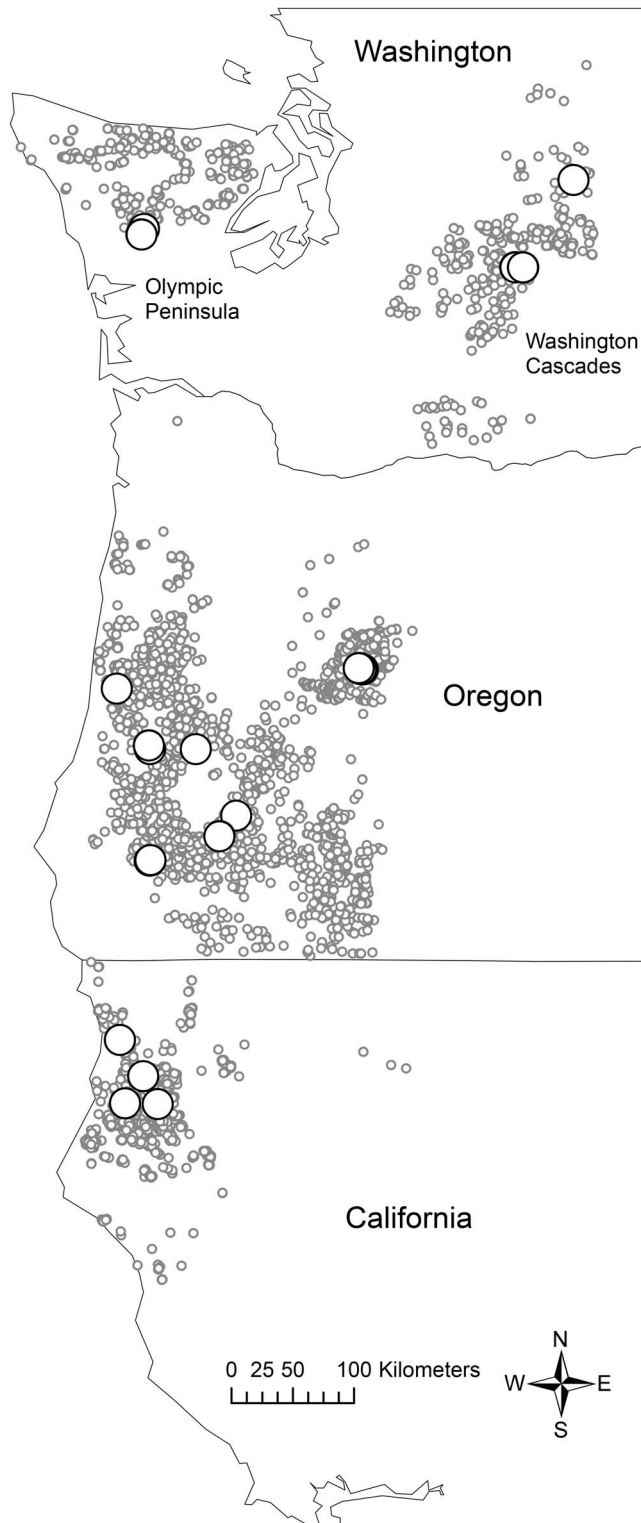 Washington
Olympic
Peninsula
Washington
Cascades
Oregon
California
0 25 50 100 Kilometers
N
W E
S